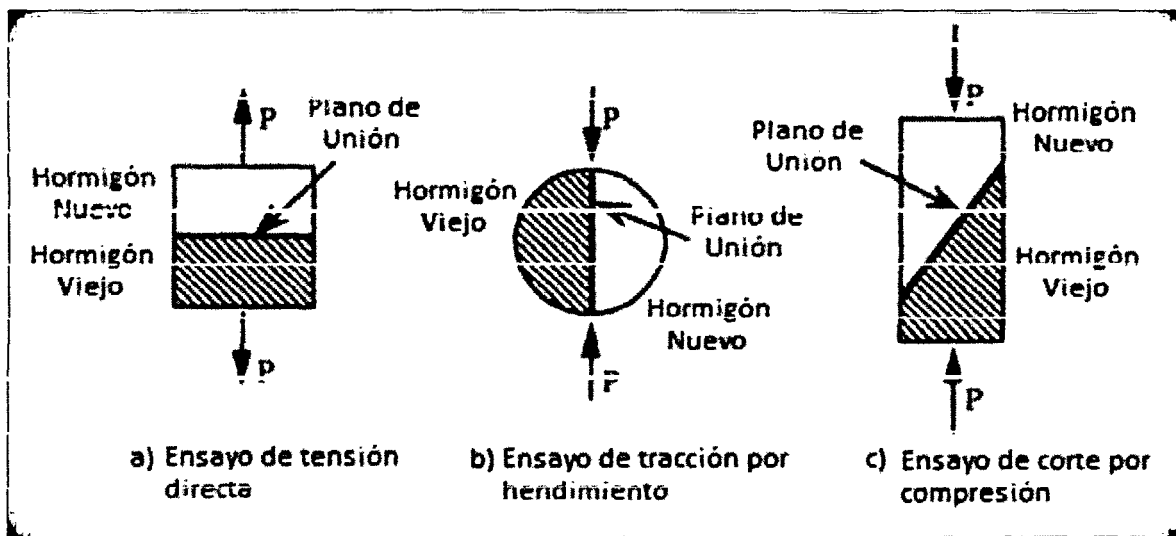 P
Plano de
Unión
Hormigón
Nuevo
Hormigón
Viejo
P
a) Ensayo de tensión
directa
P
Hormigón
Viejo
Plano de
Unión
Hormigón
Nuevo
P
b) Ensayo de tracción por
hendimiento
P
Hormigón
Nuevo
Plano de
Unión
Hormigón
Viejo
P
c) Ensayo de corte por
compresión